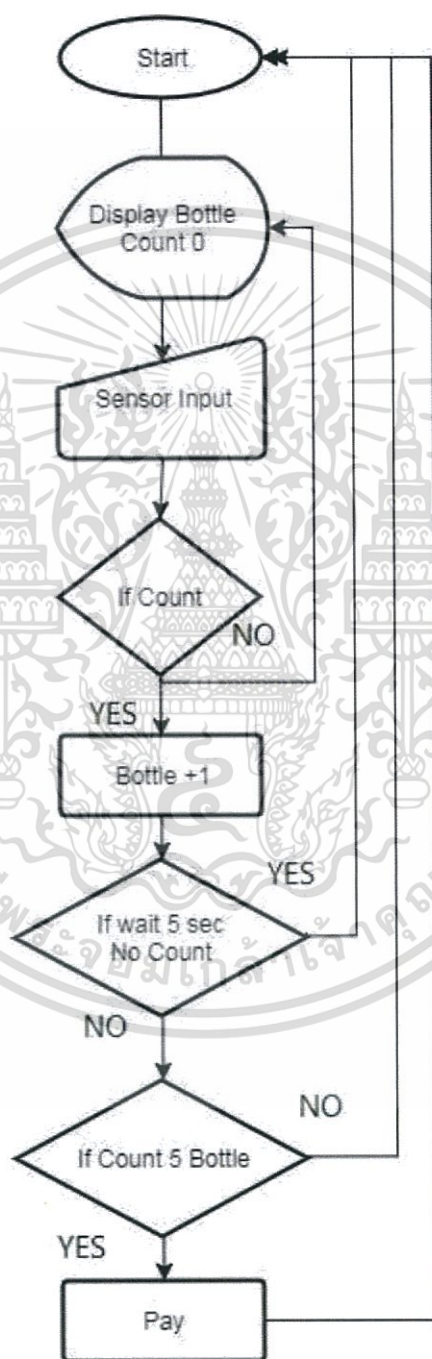 Start
Display Bottle
Count 0
Sensor Input
If Count
NO
YES
Bottle +1
YES
If wait 5 sec
No Count
NO
NO
If Count 5 Bottle
YES
Pay